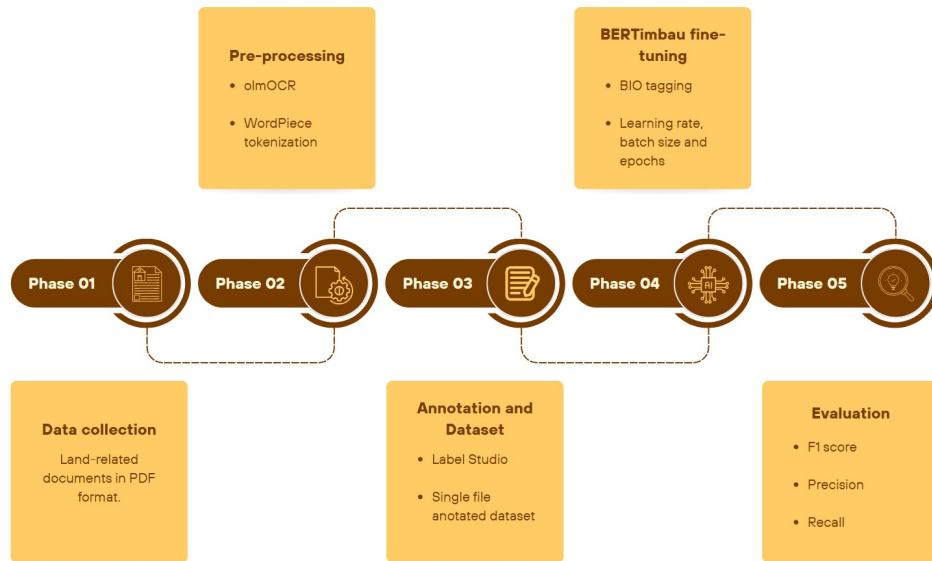 Pre-processing
• olmOCR
• WordPiece
tokenization
BERTimbau fine-
tuning
• BIO tagging
• Learning rate,
batch size and
epochs
Phase 01
Phase 02
Phase 03
Phase 04
AI
Phase 05
Data collection
Land-related
documents in PDF
format.
Annotation and
Dataset
• Label Studio
• Single file
anotated dataset
Evaluation
• F1 score
• Precision
• Recall